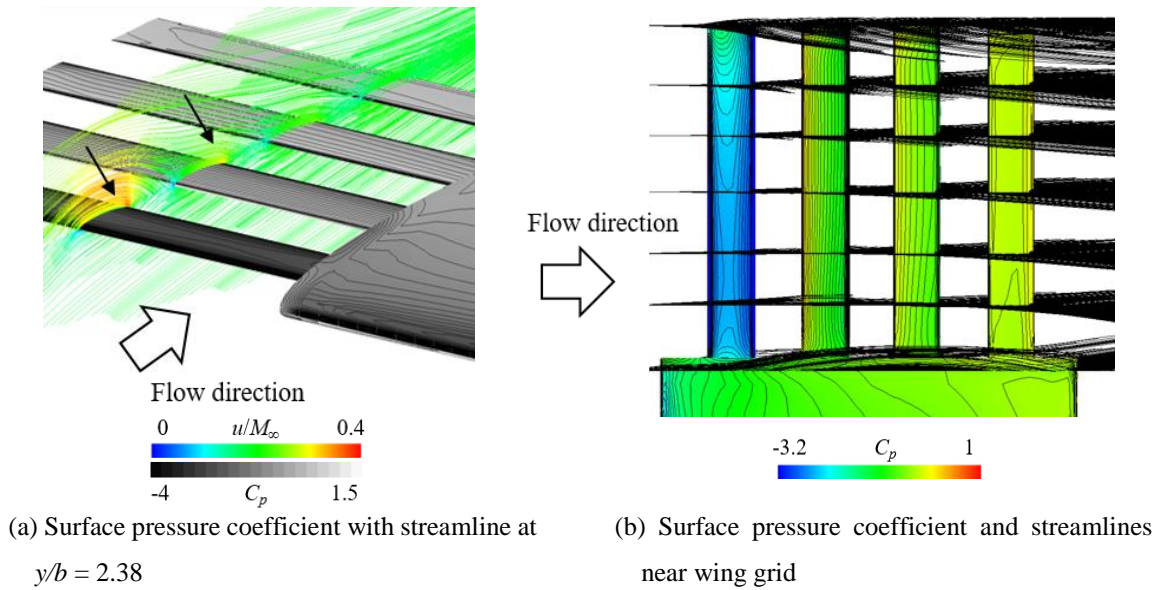 Flow direction
0 u/M∞ 0.4
-4 Cp 1.5
(a) Surface pressure coefficient with streamline at
y/b = 2.38
Flow direction
-3.2 Cp 1
(b) Surface pressure coefficient and streamlines
near wing grid